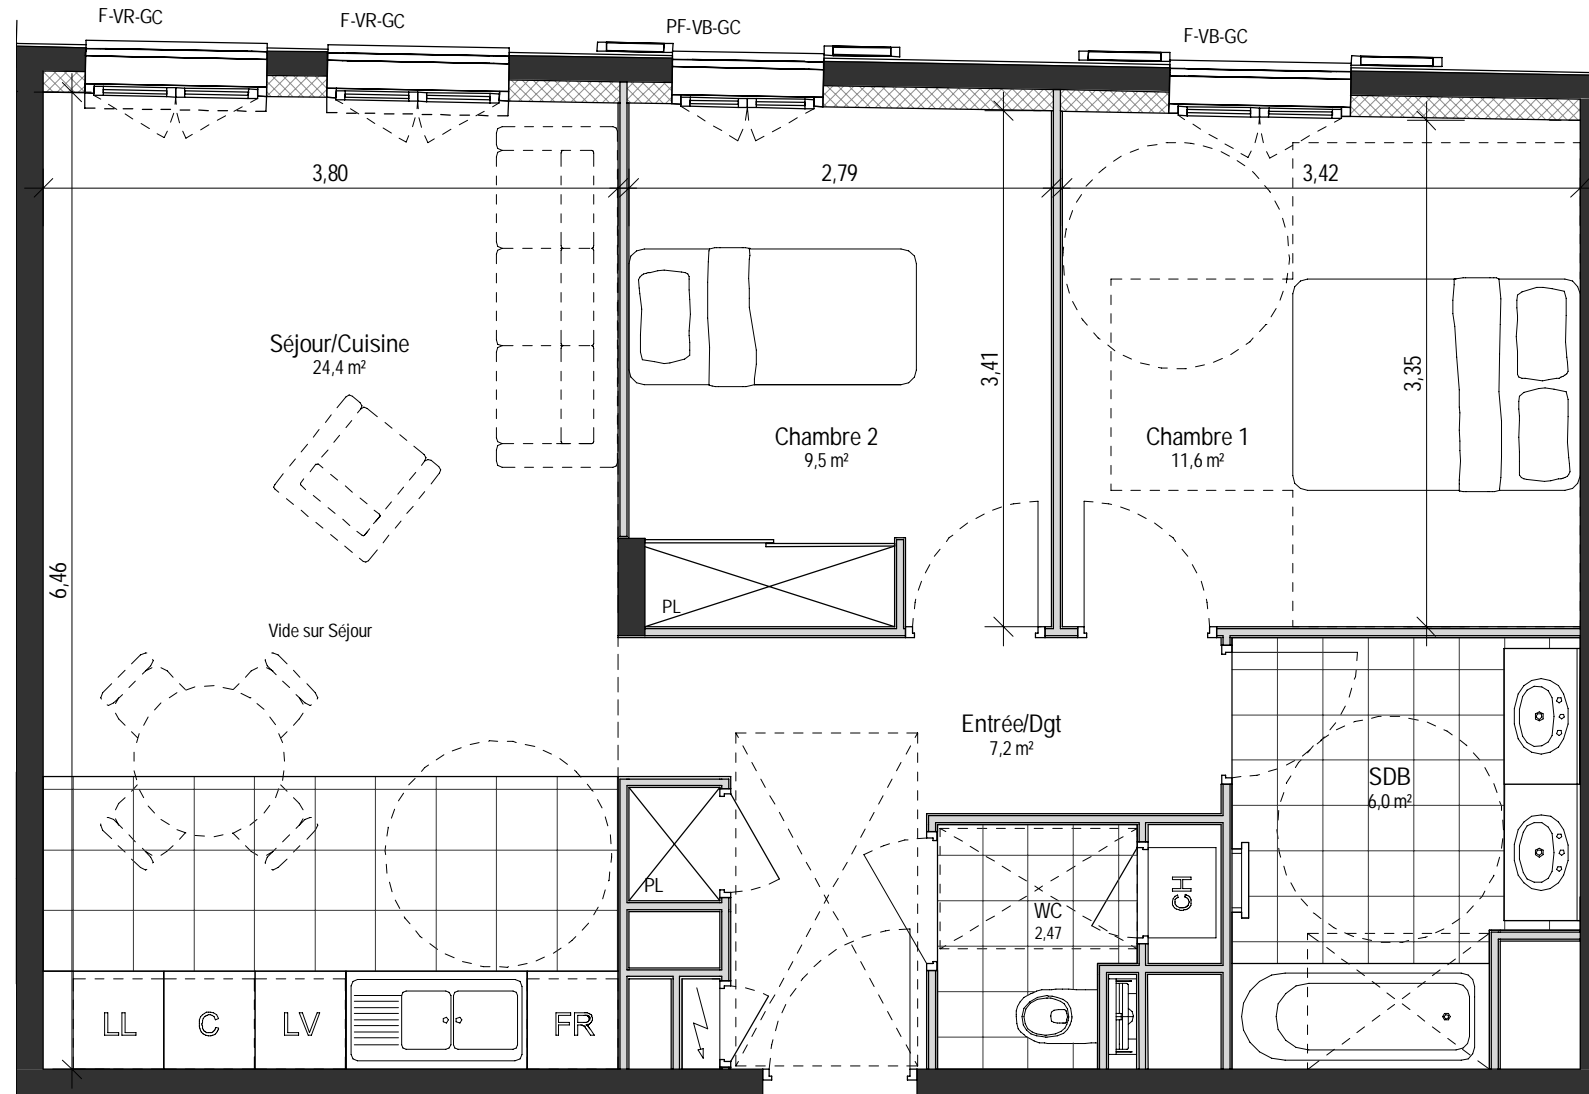 F-VR-GC
F-VR-GC
PF-VB-GC
F-VB-GC
3,80
2,79
3,42
Séjour/Cuisine
24,4 m²
3,41
3,35
Chambre 2
9,5 m²
Chambre 1
11,6 m²
6,46
PL
Vide sur Séjour
Entrée/Dgt
7,2 m²
SDB
6,0 m²
PL
CH
WC
2,47
LL
C
LV
FR